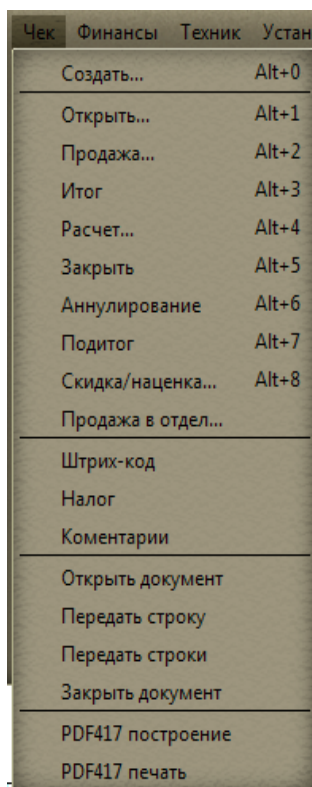 Чек Финансы Техник Устан
Создать... Alt+0
Открыть... Alt+1
Продажа... Alt+2
Итог Alt+3
Расчет... Alt+4
Закрыть Alt+5
Аннулирование Alt+6
Подитог Alt+7
Скидка/наценка... Alt+8
Продажа в отдел...
Штрих-код
Налог
Коментарии
Открыть документ
Передать строку
Передать строки
Закрыть документ
PDF417 построение
PDF417 печать